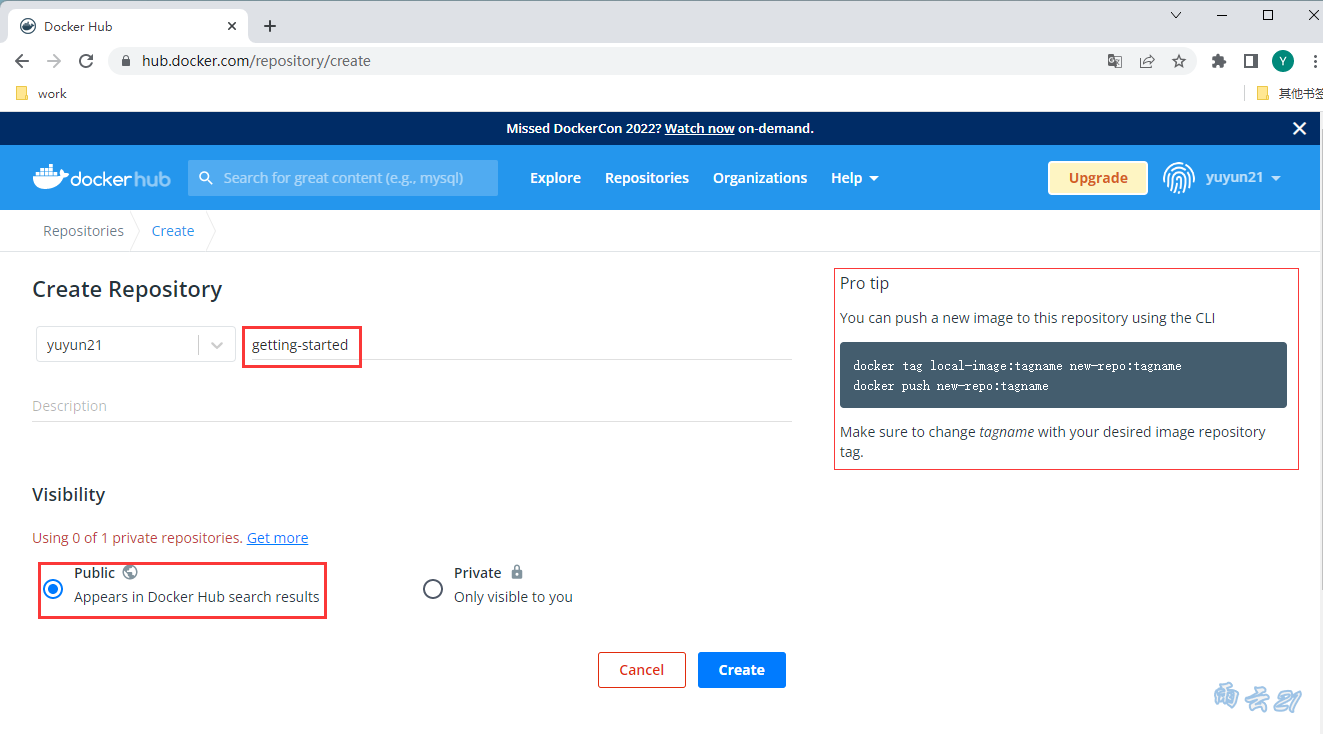 Docker Hub
hub.docker.com/repository/create
work
其他书签
Missed DockerCon 2022? Watch now on-demand.
docker hub
Search for great content (e.g., mysql)
Explore
Repositories
Organizations
Help
Upgrade
yuyun21
Repositories
Create
Create Repository
yuyun21
getting-started
Description
Visibility
Using 0 of 1 private repositories. Get more
Public
Appears in Docker Hub search results
Private
Only visible to you
Cancel
Create
Pro tip
You can push a new image to this repository using the CLI
docker tag local-image:tagname new-repo:tagname
docker push new-repo:tagname
Make sure to change tagname with your desired image repository
tag.
Y
雨云21